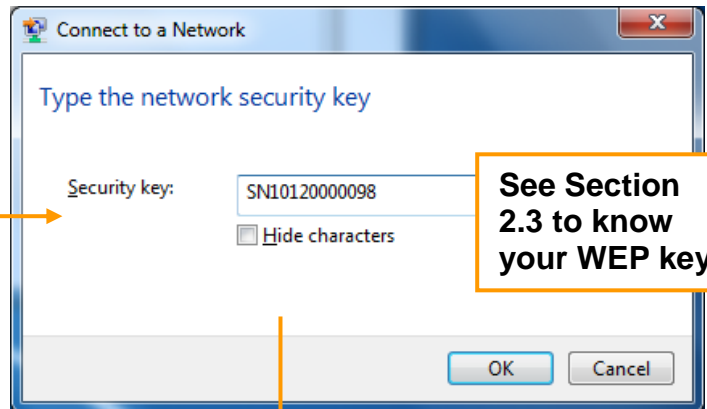 Connect to a Network
x
Type the network security key
Security key:
SN10120000098
Hide characters
See Section
2.3 to know
your WEP key
OK
Cancel